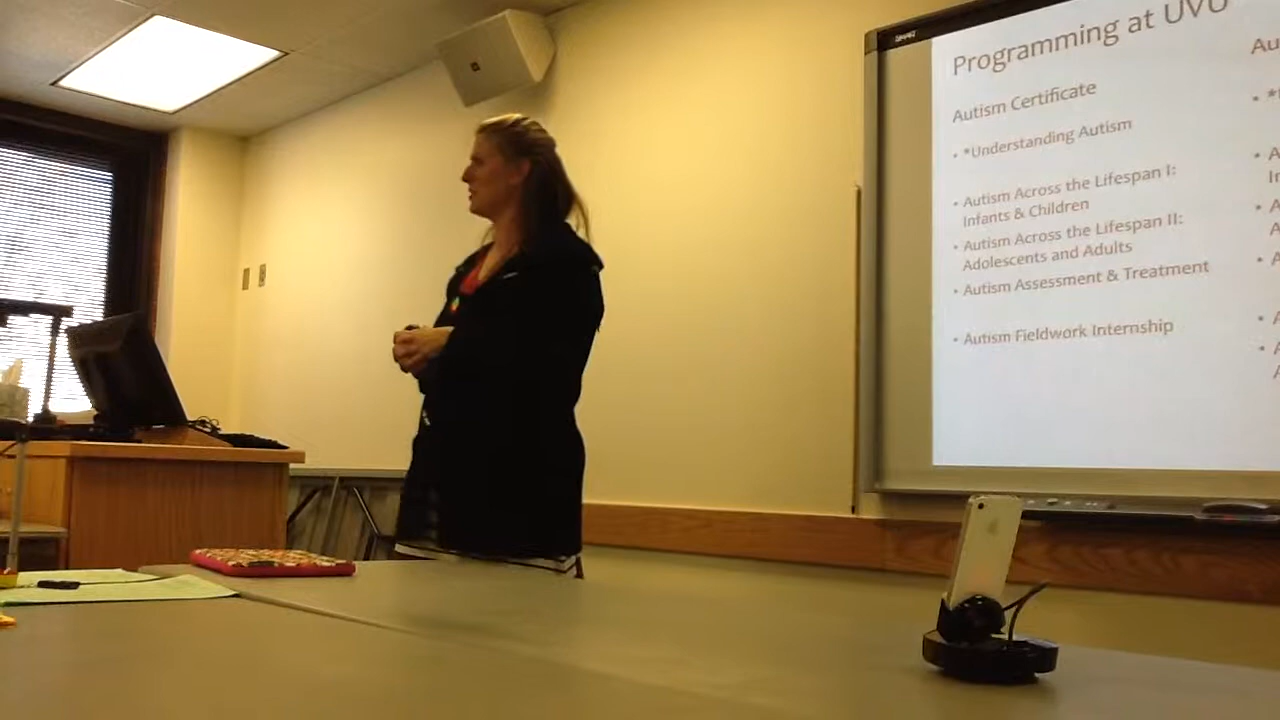 SMART
Programming at UVU
Autism Certificate
• *Understanding Autism
• Autism Across the Lifespan I:
Infants & Children
• Autism Across the Lifespan II:
Adolescents and Adults
• Autism Assessment & Treatment
• Autism Fieldwork Internship